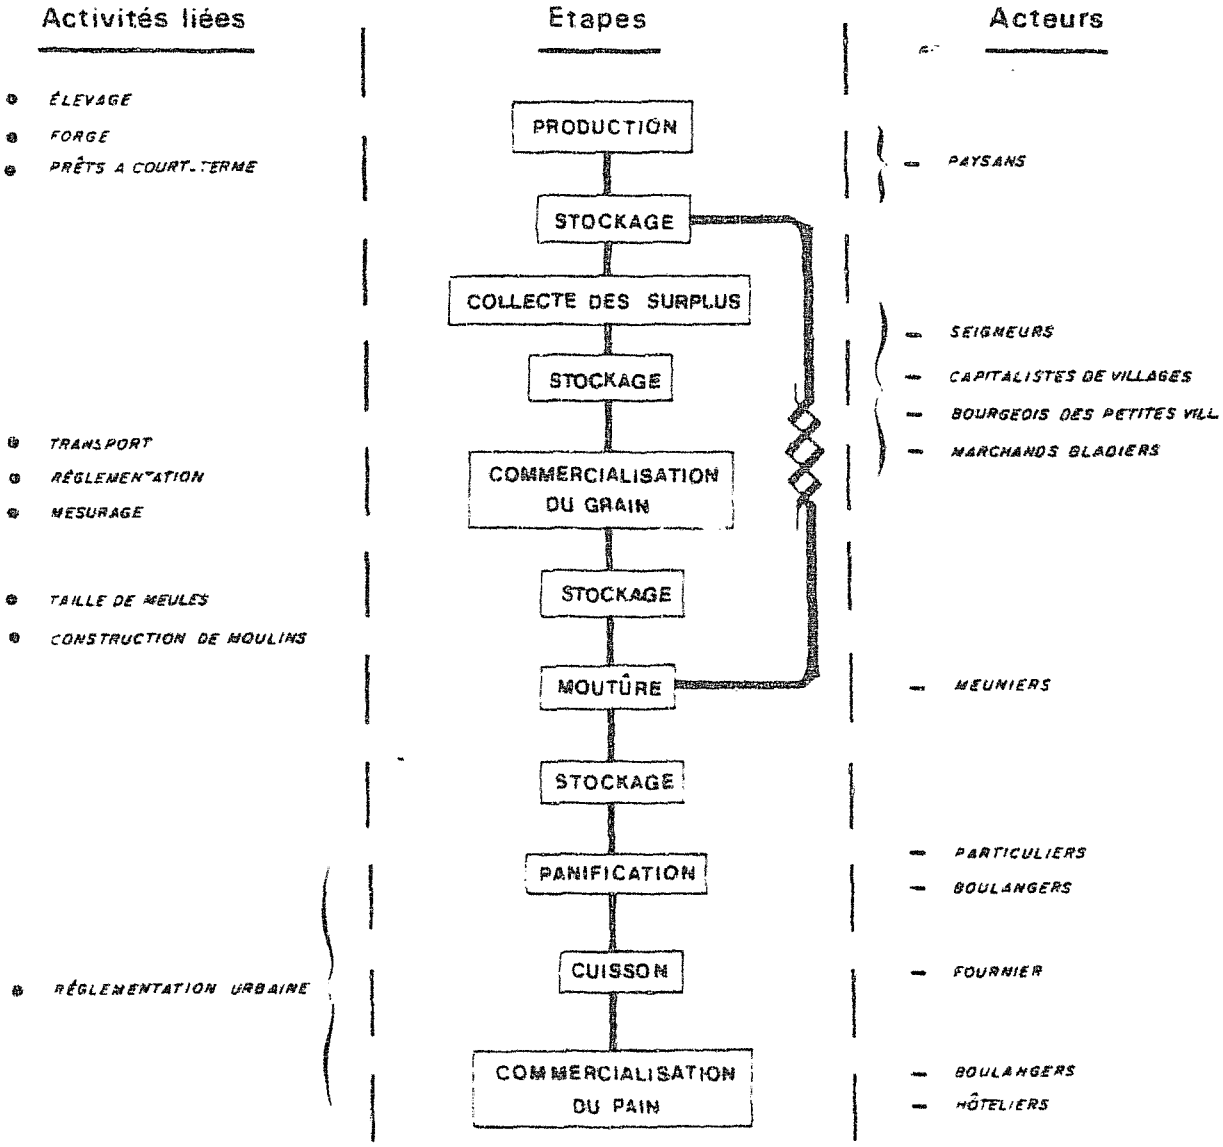 Activités liées
Etapes
Acteurs
• ÉLEVAGE
• FORGE
• PRÊTS A COURT-TERME
PRODUCTION
- PAYSANS
STOCKAGE
COLLECTE DES SURPLUS
STOCKAGE
- SEIGNEURS
- CAPITALISTES DE VILLAGES
- BOURGEOIS DES PETITES VILL
- MARCHANDS BLADIERS
• TRANSPORT
• RÉGLEMENTATION
• MESURAGE
COMMERCIALISATION
DU GRAIN
STOCKAGE
• TAILLE DE MEULES
• CONSTRUCTION DE MOULINS
MOUTÛRE
- MEUNIERS
STOCKAGE
PANIFICATION
- PARTICULIERS
- BOULANGERS
CUISSON
- FOURNIER
• RÉGLEMENTATION URBAINE
COMMERCIALISATION
DU PAIN
- BOULANGERS
- HÔTELIERS